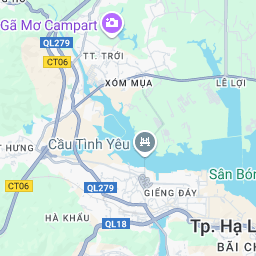 Gã Mơ Campart
QL279
TT. TRỚI
CT06
XÓM MỤA
LÊ LỢI
Cầu Tình Yêu
T HƯNG
Sân Bón
CT06
QL279
GIẾNG ĐÁY
HÀ KHẨU
QL18
Tp. Hạ L
BÃI C